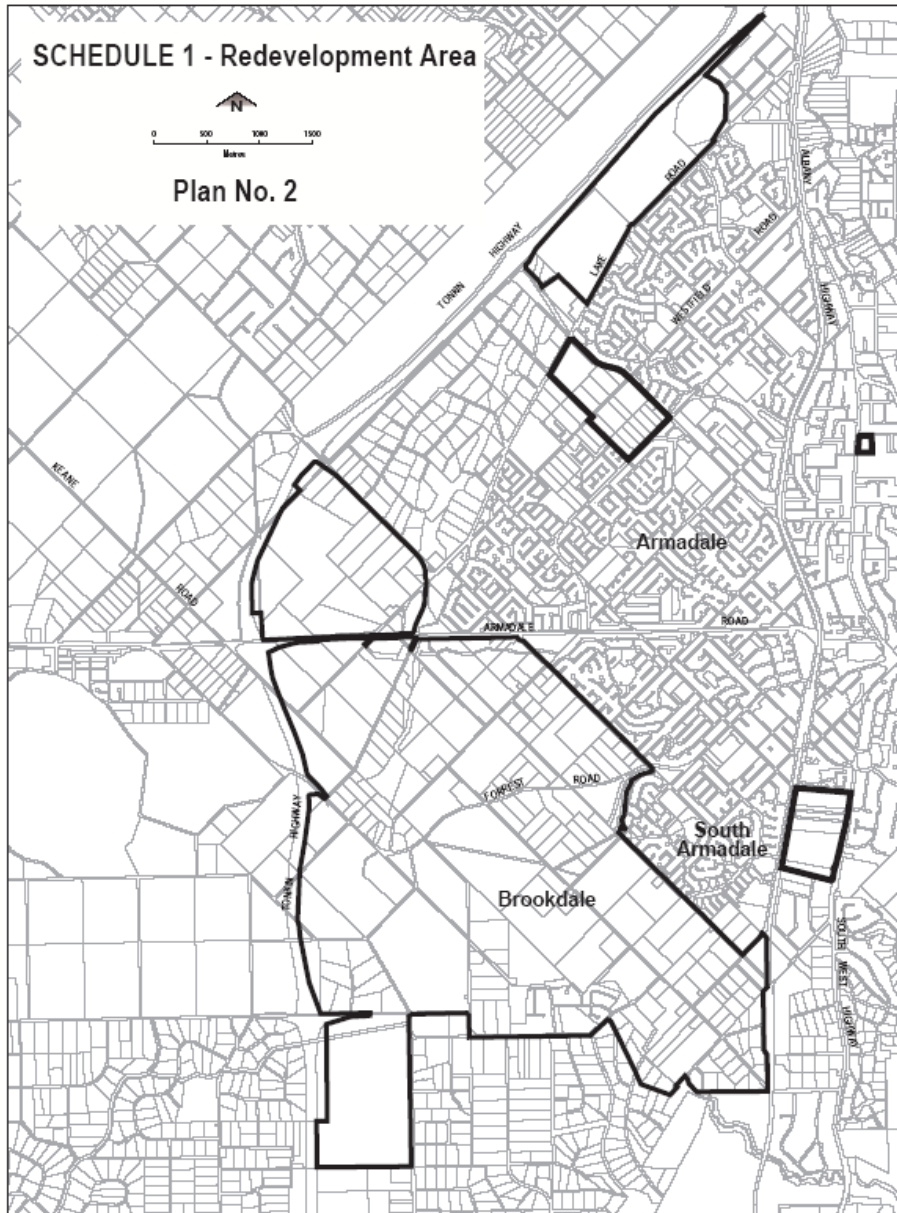 SCHEDULE 1 - Redevelopment Area
N
0 500 1000 1500
Metres
Plan No. 2
ALBANY
HIGHWAY
ROAD
LAKE
ROAD
WESTFIELD
HIGHWAY
TONKIN
KEANE
ROAD
Armadale
ARMADALE
ROAD
FORREST
ROAD
HIGHWAY
TONKIN
South
Armadale
Brookdale
SOUTH
WEST
HIGHWAY